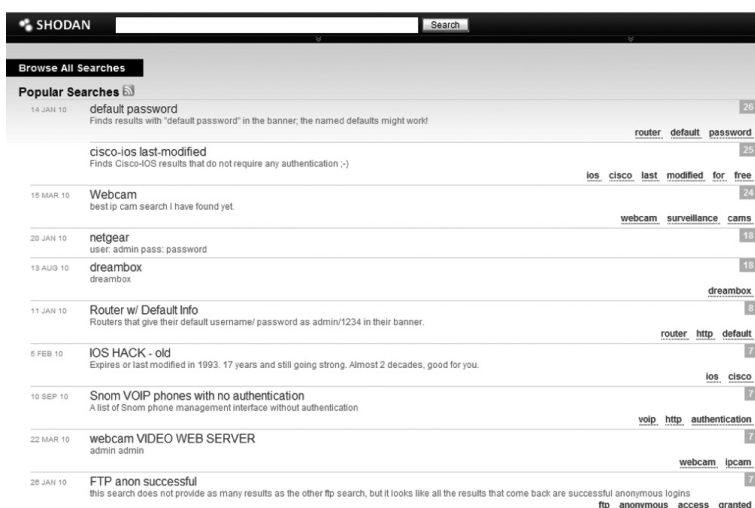 SHODAN
Search
Browse All Searches
Popular Searches
14 JAN 10
default password
26
Finds results with "default password" in the banner; the named defaults might work!
router default password
cisco-ios last-modified
25
Finds Cisco-IOS results that do not require any authentication ;-)
ios cisco last modified for free
15 MAR 10
Webcam
24
best ip cam search I have found yet.
webcam surveillance cams
20 JAN 10
netgear
18
user: admin pass: password
13 AUG 10
dreambox
18
dreambox
dreambox
11 JAN 10
Router w/ Default Info
8
Routers that give their default username/ password as admin/1234 in their banner.
router http default
5 FEB 10
IOS HACK - old
7
Expires or last modified in 1993. 17 years and still going strong. Almost 2 decades, good for you.
ios cisco
10 SEP 10
Snom VOIP phones with no authentication
7
A list of Snom phone management interface without authentication
voip http authentication
22 MAR 10
webcam VIDEO WEB SERVER
7
admin admin
webcam ipcam
26 JAN 10
FTP anon successful
7
this search does not provide as many results as the other ftp search, but it looks like all the results that come back are successful anonymous logins
ftp anonymous access granted